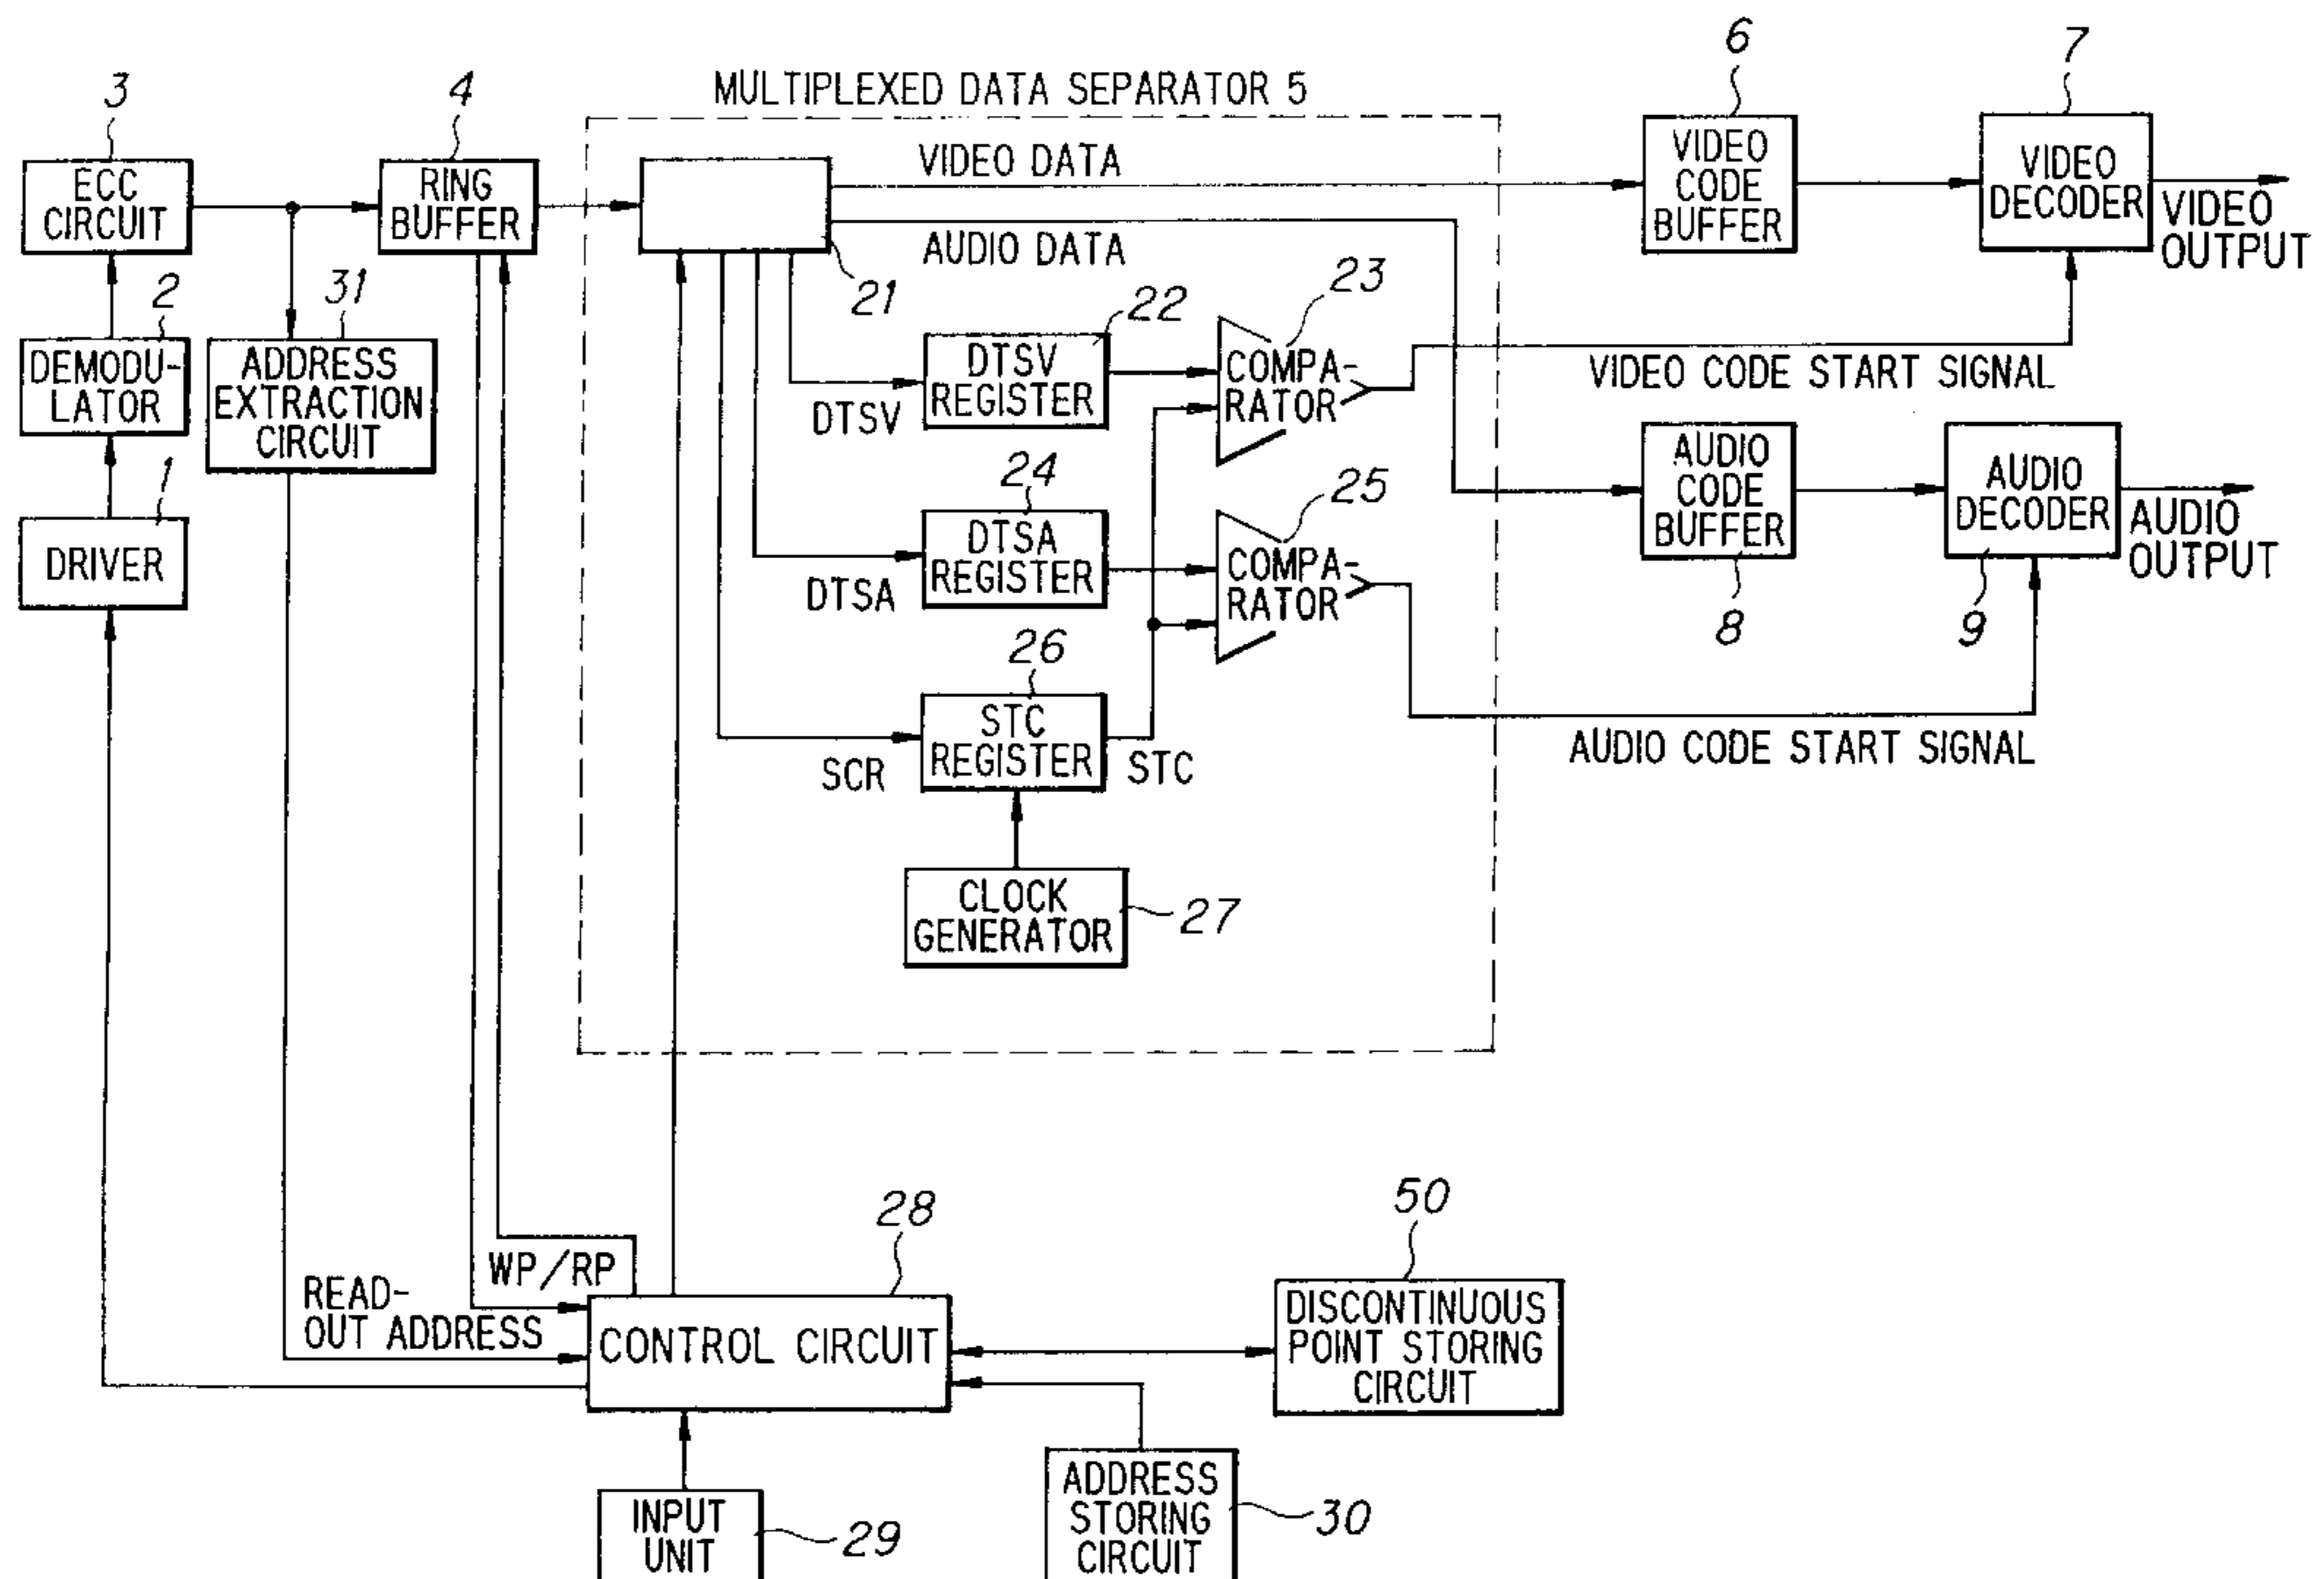 6
7
3
4
MULTIPLEXED DATA SEPARATOR 5
ECC
CIRCUIT
RING
BUFFER
VIDEO DATA
AUDIO DATA
21
VIDEO
CODE
BUFFER
VIDEO
DECODER
VIDEO
OUTPUT
2
31
DEMODU-
LATOR
ADDRESS
EXTRACTION
CIRCUIT
22
23
DTSV
DTSV
REGISTER
COMPA-
RATOR
VIDEO CODE START SIGNAL
1
DRIVER
24
25
DTSA
DTSA
REGISTER
COMPA-
RATOR
AUDIO
CODE
BUFFER
8
AUDIO
DECODER
9
AUDIO
OUTPUT
26
SCR
STC
REGISTER
STC
AUDIO CODE START SIGNAL
CLOCK
GENERATOR
27
28
50
WP/RP
READ-
OUT ADDRESS
CONTROL CIRCUIT
DISCONTINUOUS
POINT STORING
CIRCUIT
INPUT
UNIT
29
ADDRESS
STORING
CIRCUIT
30